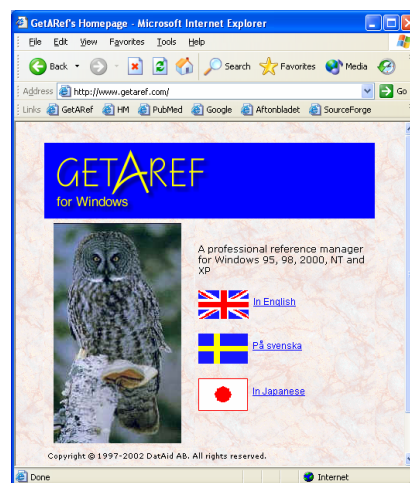 GetARef's Homepage - Microsoft Internet Explorer
File Edit View Favorites Tools Help
Back Search Favorites Media
Address http://www.getaref.com/ Go
Links GetARef HM PubMed Google Aftonbladet SourceForge
GETAREF
for Windows
A professional reference manager
for Windows 95, 98, 2000, NT and
XP
In English
På svenska
In Japanese
Copyright © 1997-2002 DatAid AB. All rights reserved.
Done Internet